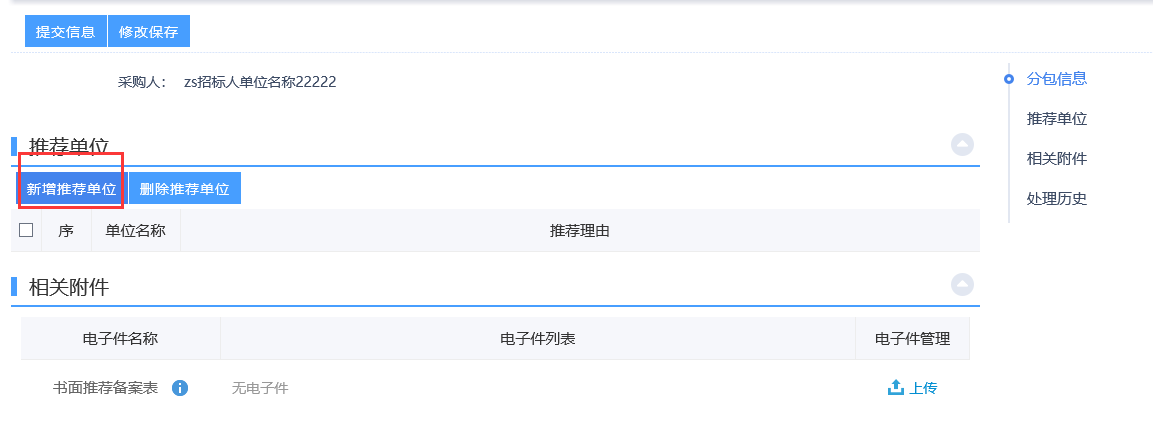 提交信息 修改保存
采购人： zs招标人单位名称22222
分包信息
推荐单位
相关附件
处理历史
推荐单位
新增推荐单位 删除推荐单位
序 单位名称 推荐理由
相关附件
电子件名称 电子件列表 电子件管理
书面推荐备案表 无电子件 上传